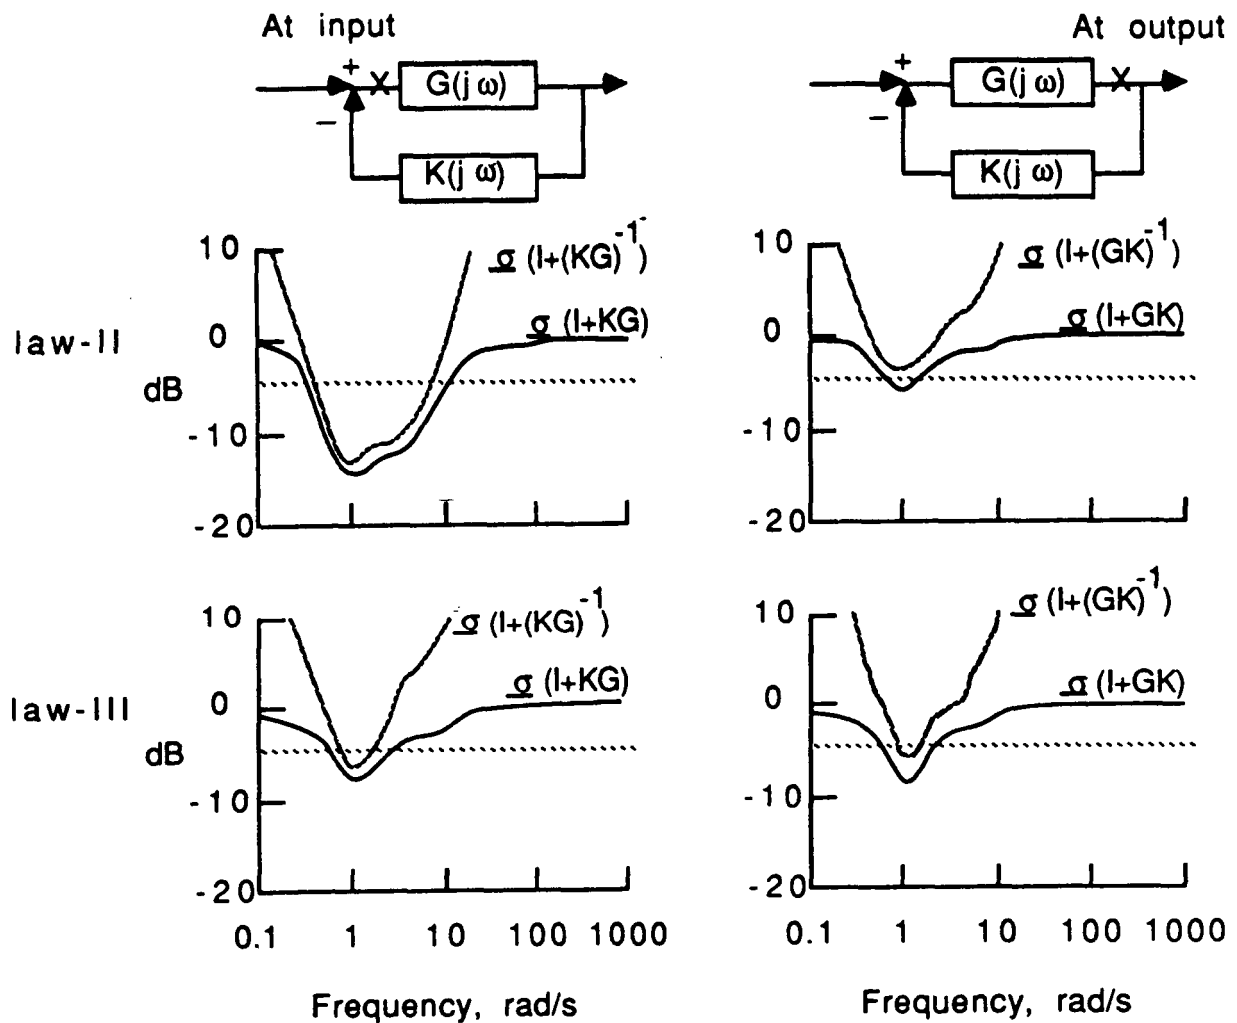 At input
At output
+
G(j ω)
X
−
K(j ω)
+
G(j ω)
X
−
K(j ω)
law-II
dB
10
0
-10
-20
σ (I+(KG)^-1)
σ (I+KG)
10
0
-10
-20
σ (I+(GK)^-1)
σ (I+GK)
law-III
dB
10
0
-10
-20
σ (I+(KG)^-1)
σ (I+KG)
10
0
-10
-20
σ (I+(GK)^-1)
σ (I+GK)
0.1 1 10 100 1000
0.1 1 10 100 1000
Frequency, rad/s
Frequency, rad/s